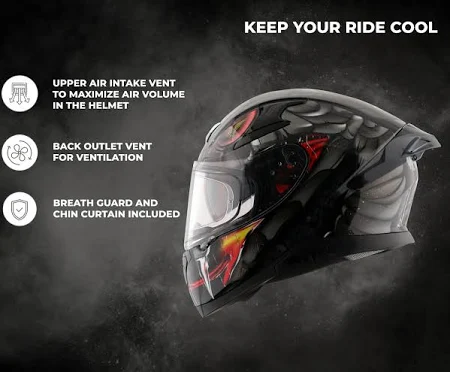 KEEP YOUR RIDE COOL
UPPER AIR INTAKE VENT
TO MAXIMIZE AIR VOLUME
IN THE HELMET
BACK OUTLET VENT
FOR VENTILATION
BREATH GUARD AND
CHIN CURTAIN INCLUDED